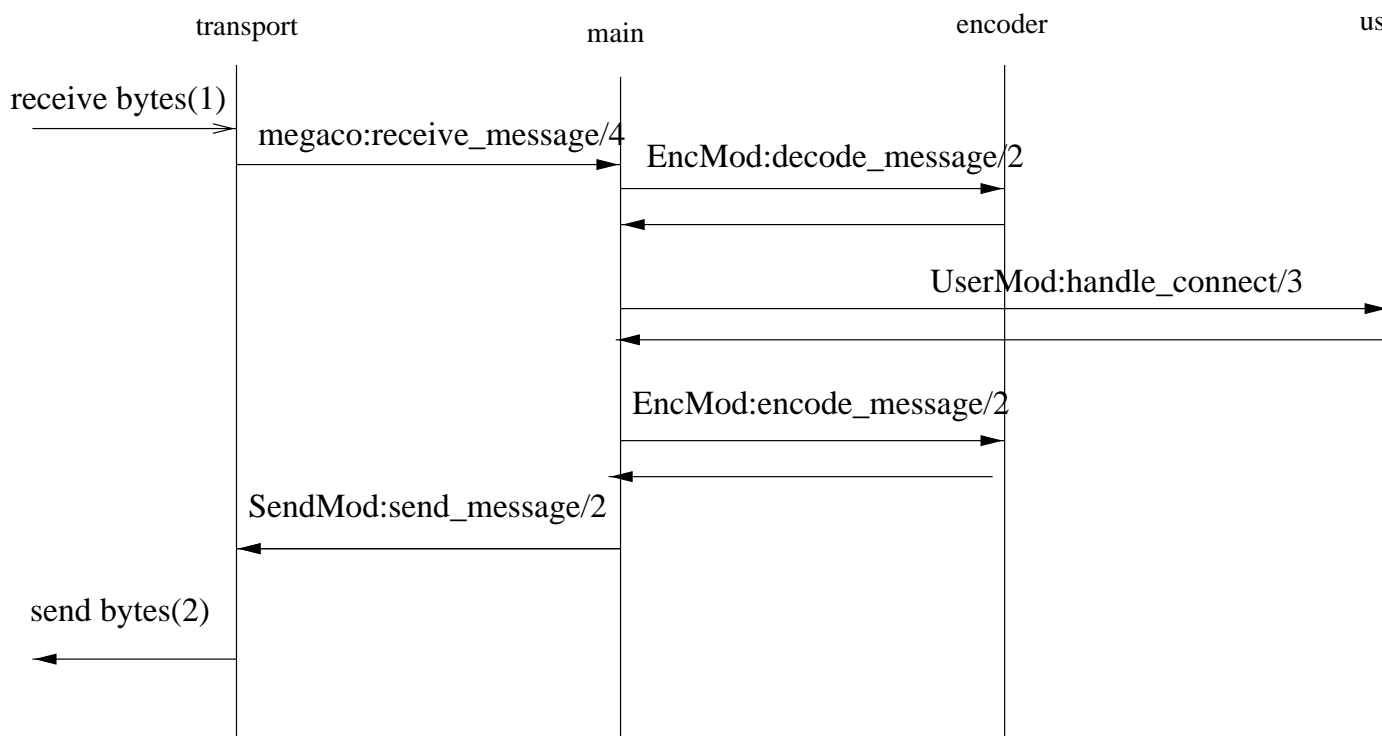 transport
main
encoder
us
receive bytes(1)
megaco:receive_message/4
EncMod:decode_message/2
UserMod:handle_connect/3
EncMod:encode_message/2
SendMod:send_message/2
send bytes(2)